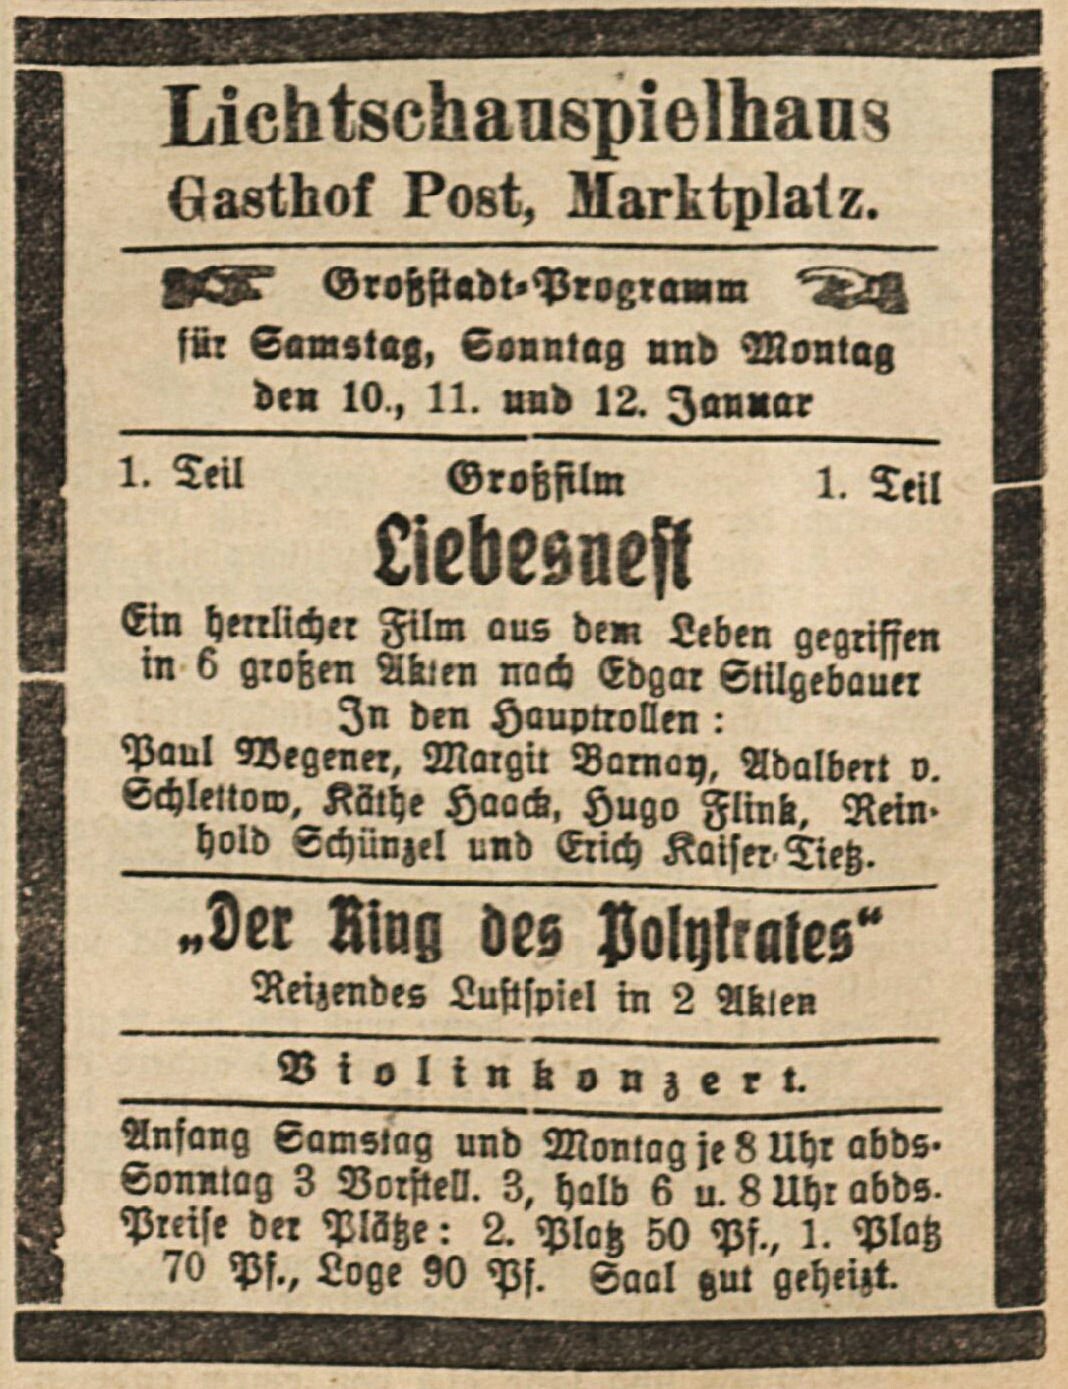 Lichtschauspielhaus
Gasthof Post, Marktplatz.
Großstadt-Programm
für Samstag, Sonntag und Montag
den 10., 11. und 12. Januar
1. Teil Großfilm 1. Teil
Liebesnest
Ein herrlicher Film aus dem Leben gegriffen
in 6 großen Akten nach Edgar Stilgebauer
In den Hauptrollen:
Paul Wegener, Margit Barnay, Adalbert v.
Schlettow, Käthe Haack, Hugo Flink, Rein-
hold Schünzel und Erich Kaiser-Tietz.
„Der Ring des Polykrates“
Reizendes Lustspiel in 2 Akten
Violinkonzert.
Anfang Samstag und Montag je 8 Uhr abds.
Sonntag 3 Vorstell. 3, halb 6 u. 8 Uhr abds.
Preise der Plätze: 2. Platz 50 Pf., 1. Platz
70 Pf., Loge 90 Pf. Saal gut geheizt.